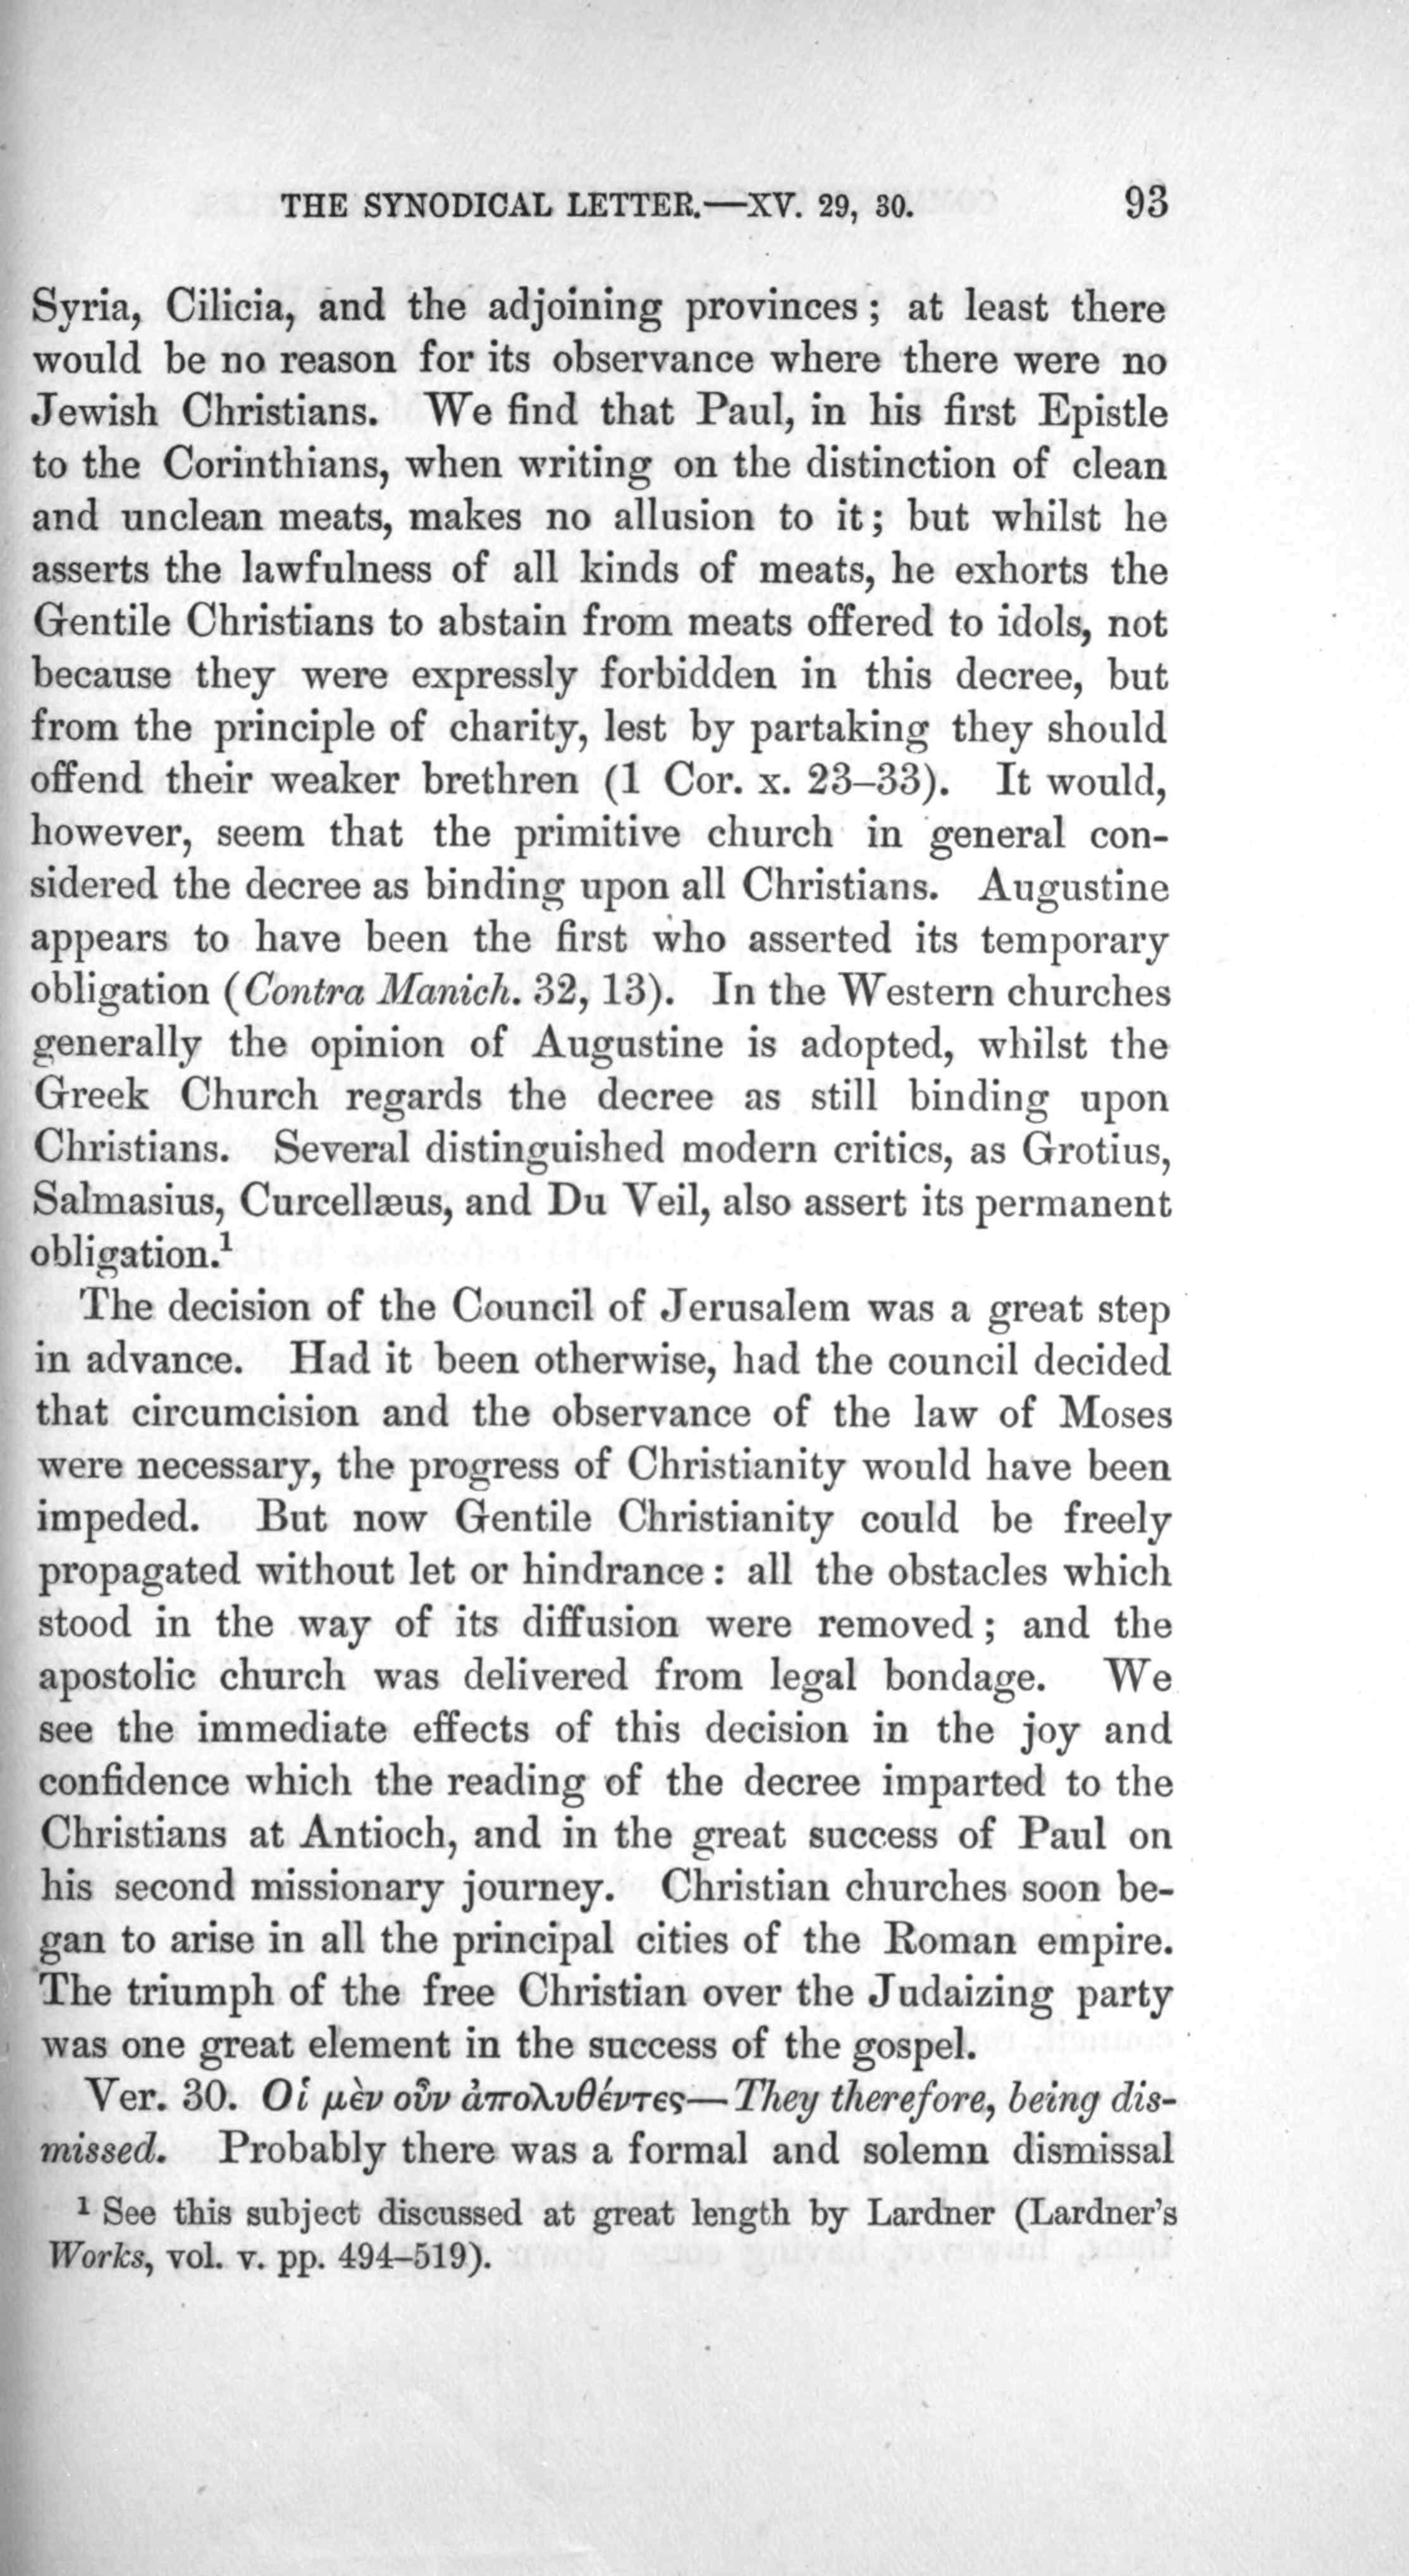 THE SYNODICAL LETTER.—XV. 29, 30. 93
Syria, Cilicia, and the adjoining provinces; at least there
would be no reason for its observance where there were no
Jewish Christians. We find that Paul, in his first Epistle
to the Corinthians, when writing on the distinction of clean
and unclean meats, makes no allusion to it; but whilst he
asserts the lawfulness of all kinds of meats, he exhorts the
Gentile Christians to abstain from meats offered to idols, not
because they were expressly forbidden in this decree, but
from the principle of charity, lest by partaking they should
offend their weaker brethren (1 Cor. x. 23–33). It would,
however, seem that the primitive church in general con-
sidered the decree as binding upon all Christians. Augustine
appears to have been the first who asserted its temporary
obligation (Contra Manich. 32, 13). In the Western churches
generally the opinion of Augustine is adopted, whilst the
Greek Church regards the decree as still binding upon
Christians. Several distinguished modern critics, as Grotius,
Salmasius, Curcellæus, and Du Veil, also assert its permanent
obligation.¹
The decision of the Council of Jerusalem was a great step
in advance. Had it been otherwise, had the council decided
that circumcision and the observance of the law of Moses
were necessary, the progress of Christianity would have been
impeded. But now Gentile Christianity could be freely
propagated without let or hindrance: all the obstacles which
stood in the way of its diffusion were removed; and the
apostolic church was delivered from legal bondage. We
see the immediate effects of this decision in the joy and
confidence which the reading of the decree imparted to the
Christians at Antioch, and in the great success of Paul on
his second missionary journey. Christian churches soon be-
gan to arise in all the principal cities of the Roman empire.
The triumph of the free Christian over the Judaizing party
was one great element in the success of the gospel.
Ver. 30. Οἱ μὲν οὖν ἀπολυθέντες—They therefore, being dis-
missed. Probably there was a formal and solemn dismissal
¹ See this subject discussed at great length by Lardner (Lardner's
Works, vol. v. pp. 494–519).